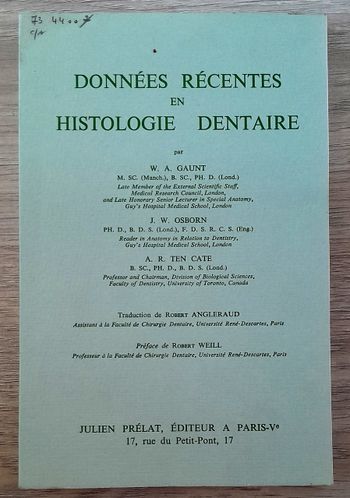 73 44 00
DONNÉES RÉCENTES
EN
HISTOLOGIE DENTAIRE
par
W. A. GAUNT
M. SC. (Manch.), B. SC., PH. D. (Lond.)
Late Member of the External Scientific Staff,
Medical Research Council, London,
and Late Honorary Senior Lecturer in Special Anatomy,
Guy's Hospital Medical School, London
J. W. OSBORN
PH. D., B. D. S. (Lond.), F. D. S. R. C. S. (Eng.)
Reader in Anatomy in Relation to Dentistry,
Guy's Hospital Medical School, London
A. R. TEN CATE
B. SC., PH. D., B. D. S. (Lond.)
Professor and Chairman, Division of Biological Sciences,
Faculty of Dentistry, University of Toronto, Canada
Traduction de ROBERT ANGLERAUD
Assistant à la Faculté de Chirurgie Dentaire, Université René-Descartes, Paris
Préface de ROBERT WEILL
Professeur à la Faculté de Chirurgie Dentaire, Université René-Descartes, Paris
JULIEN PRÉLAT, ÉDITEUR A PARIS-Vᵉ
17, rue du Petit-Pont, 17